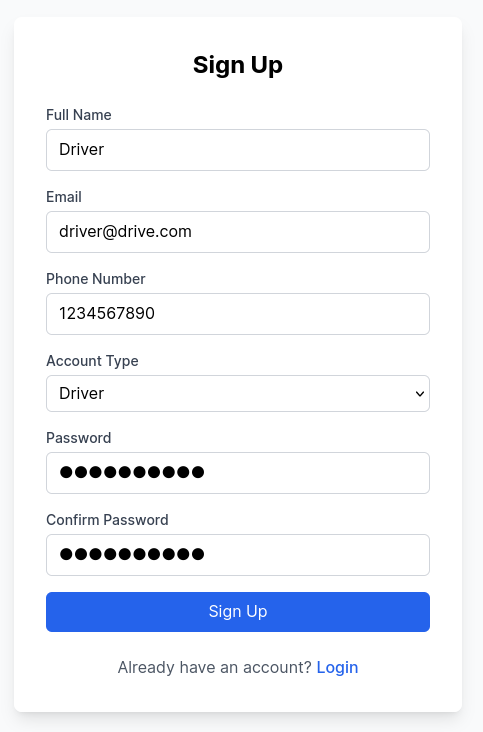 Sign Up
Full Name
Driver
Email
driver@drive.com
Phone Number
1234567890
Account Type
Driver
Password
●●●●●●●●●●
Confirm Password
●●●●●●●●●●
Sign Up
Already have an account? Login